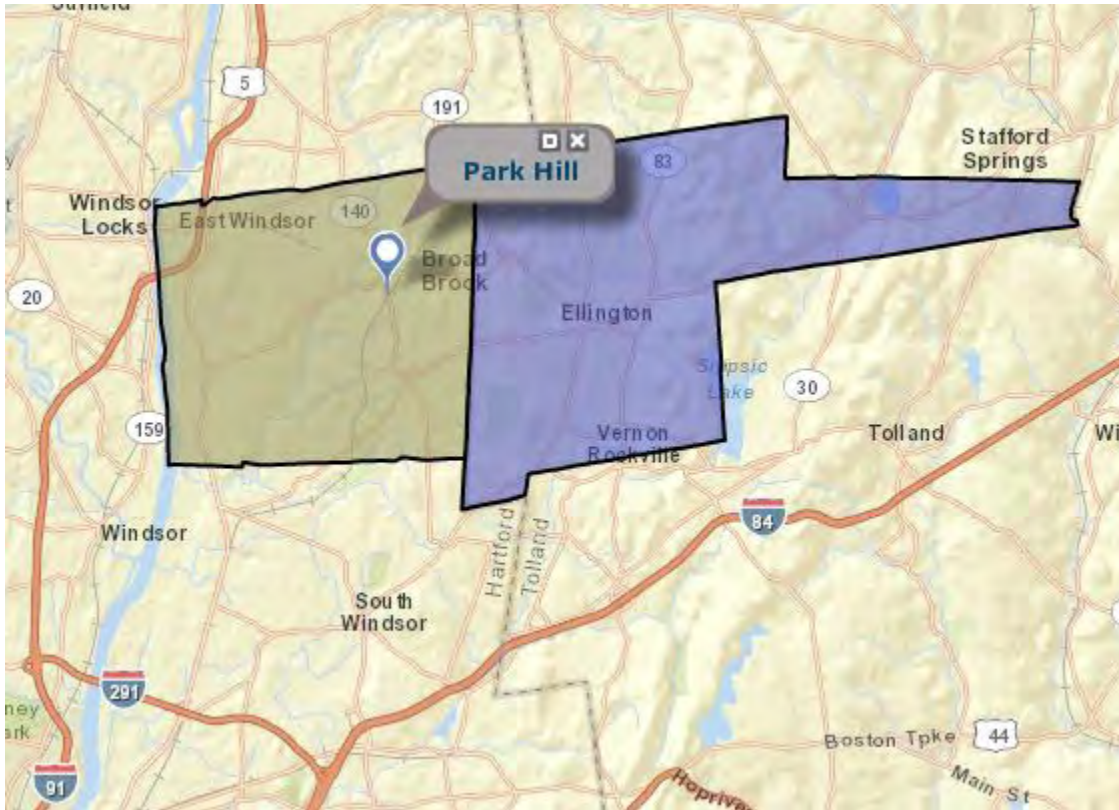 5
191
Park Hill
83
Stafford
Springs
Windsor
Locks
East Windsor
140
Broad
Brook
20
Ellington
Lake
30
159
Vernon
Rockville
Tolland
Windsor
84
Hartford
Tolland
South
Windsor
291
Boston Tpke
44
Main St
91